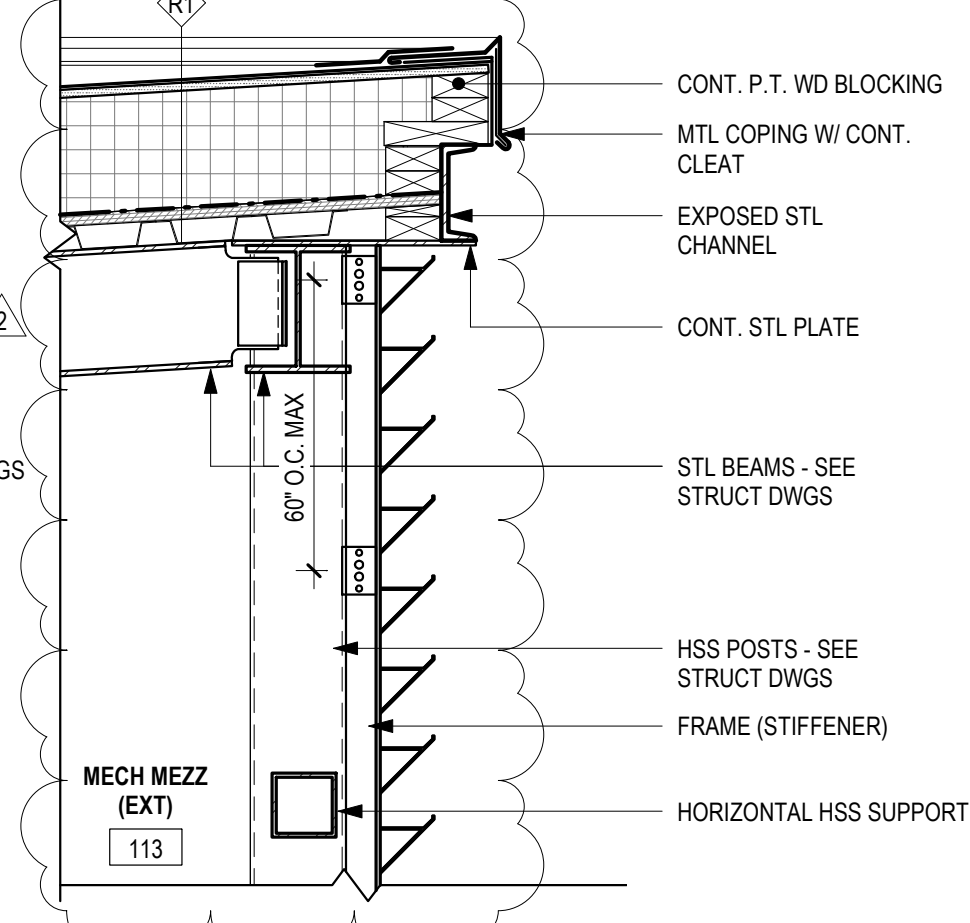 R1
CONT. P.T. WD BLOCKING
MTL COPING W/ CONT.
CLEAT
EXPOSED STL
CHANNEL
2
CONT. STL PLATE
GS
60" O.C. MAX
STL BEAMS - SEE
STRUCT DWGS
HSS POSTS - SEE
STRUCT DWGS
FRAME (STIFFENER)
MECH MEZZ
(EXT)
113
HORIZONTAL HSS SUPPORT